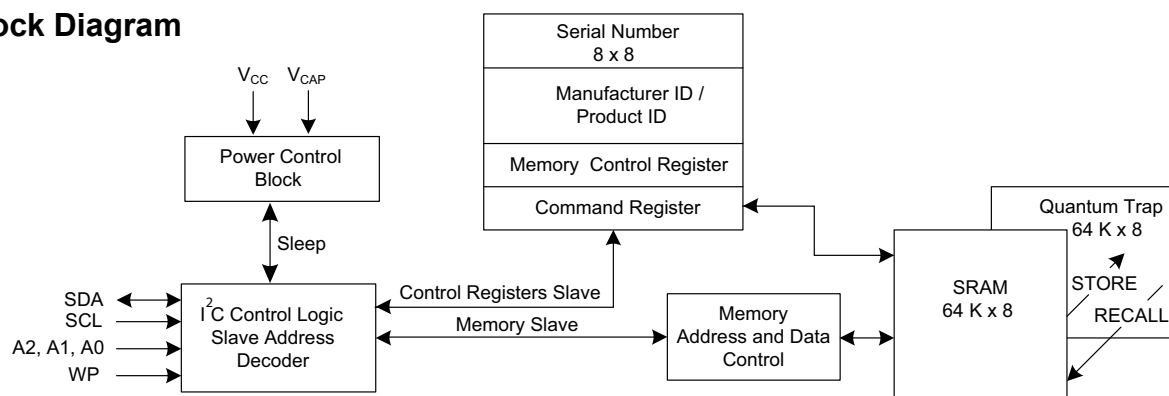 ock Diagram
Serial Number
8 x 8
Manufacturer ID /
Product ID
Memory Control Register
Command Register
VCC VCAP
Power Control
Block
Sleep
SDA
SCL
A2, A1, A0
WP
I2C Control Logic
Slave Address
Decoder
Control Registers Slave
Memory Slave
Memory
Address and Data
Control
SRAM
64 K x 8
Quantum Trap
64 K x 8
STORE
RECALL